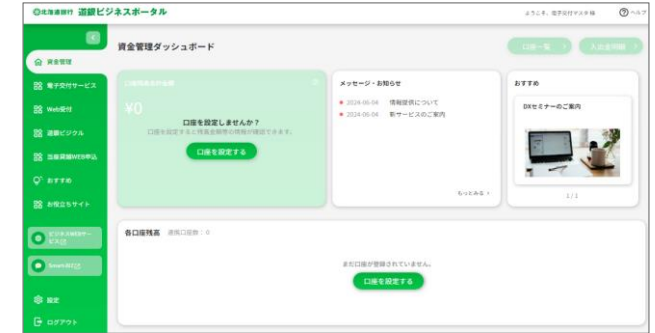 北海道銀行 道銀ビジネスポータル
ようこそ、電子交付マスタ 様
ヘルプ
資金管理ダッシュボード
口座一覧
入出金明細
資金管理
電子交付サービス
Web受付
道銀ビジクル
おすすめ
お役立ちサイト
設定
ログアウト
¥0
口座を設定しませんか？
口座を設定すると残高金額等の情報が確認できます。
口座を設定する
メッセージ・お知らせ
2024-06-04 情報提供について
2024-06-04 新サービスのご案内
もっとみる
おすすめ
DXセミナーのご案内
1 / 1
各口座残高 連携口座数：0
まだ口座が登録されていません。
口座を設定する